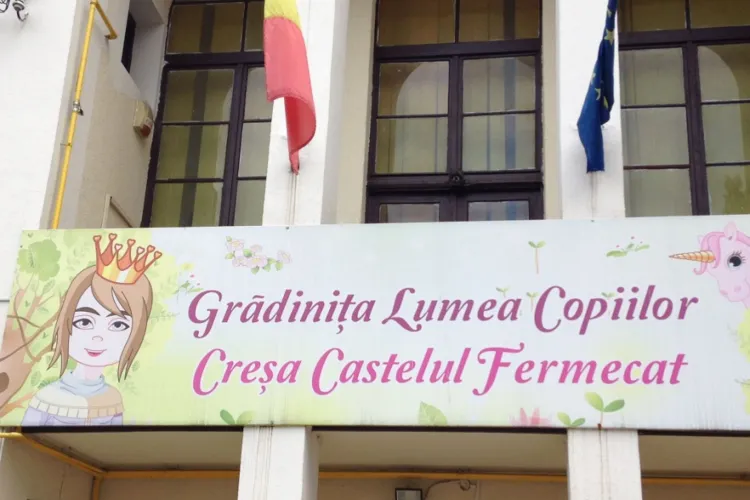 Grădinița Lumea Copiilor
Creșa Castelul Fermecat